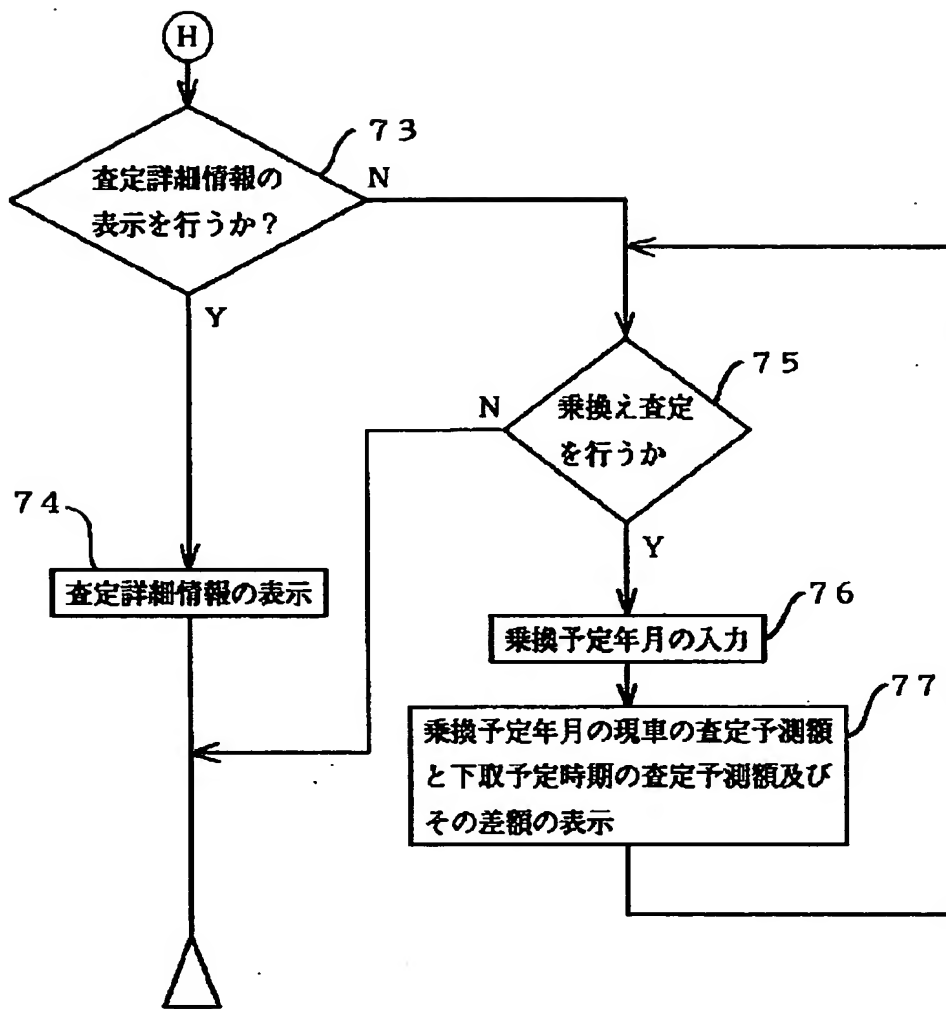 H
73
査定詳細情報の
表示を行うか？
N
Y
75
乗換え査定
を行うか
N
Y
74
査定詳細情報の表示
76
乗換予定年月の入力
77
乗換予定年月の現車の査定予測額
と下取予定時期の査定予測額及び
その差額の表示